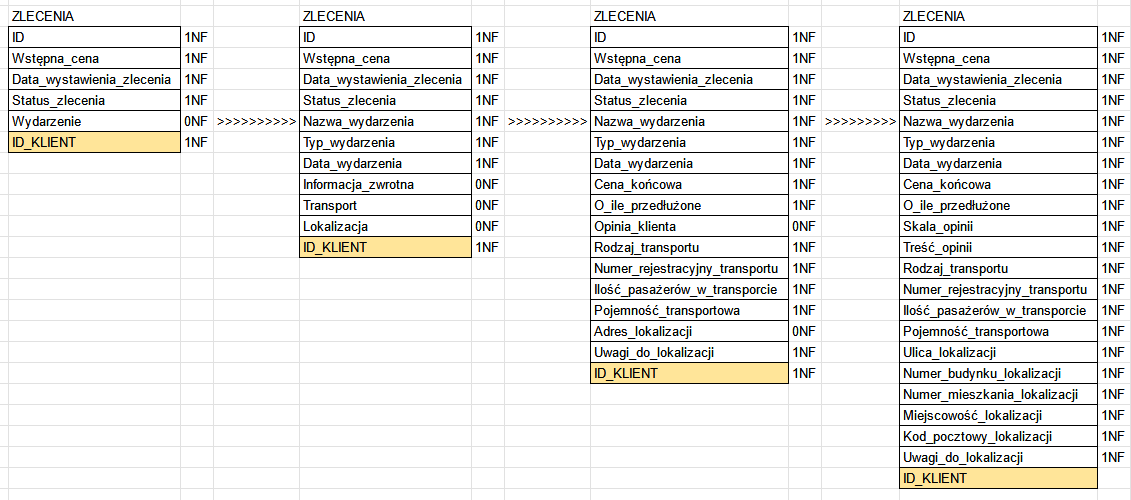 ZLECENIA ZLECENIA ZLECENIA ZLECENIA
ID 1NF ID 1NF ID 1NF ID 1NF
Wstępna_cena 1NF Wstępna_cena 1NF Wstępna_cena 1NF Wstępna_cena 1NF
Data_wystawienia_zlecenia 1NF Data_wystawienia_zlecenia 1NF Data_wystawienia_zlecenia 1NF Data_wystawienia_zlecenia 1NF
Status_zlecenia 1NF Status_zlecenia 1NF Status_zlecenia 1NF Status_zlecenia 1NF
Wydarzenie 0NF >>>>>>>>>> Nazwa_wydarzenia 1NF >>>>>>>>>> Nazwa_wydarzenia 1NF >>>>>>>>> Nazwa_wydarzenia 1NF
ID_KLIENT 1NF Typ_wydarzenia 1NF Typ_wydarzenia 1NF Typ_wydarzenia 1NF
Data_wydarzenia 1NF Data_wydarzenia 1NF Data_wydarzenia 1NF
Informacja_zwrotna 0NF Cena_końcowa 1NF Cena_końcowa 1NF
Transport 0NF O_ile_przedłużone 1NF O_ile_przedłużone 1NF
Lokalizacja 0NF Opinia_klienta 0NF Skala_opinii 1NF
ID_KLIENT 1NF Rodzaj_transportu 1NF Treść_opinii 1NF
Numer_rejestracyjny_transportu 1NF Rodzaj_transportu 1NF
Ilość_pasażerów_w_transporcie 1NF Numer_rejestracyjny_transportu 1NF
Pojemność_transportowa 1NF Ilość_pasażerów_w_transporcie 1NF
Adres_lokalizacji 0NF Pojemność_transportowa 1NF
Uwagi_do_lokalizacji 1NF Ulica_lokalizacji 1NF
ID_KLIENT 1NF Numer_budynku_lokalizacji 1NF
Numer_mieszkania_lokalizacji 1NF
Miejscowość_lokalizacji 1NF
Kod_pocztowy_lokalizacji 1NF
Uwagi_do_lokalizacji 1NF
ID_KLIENT